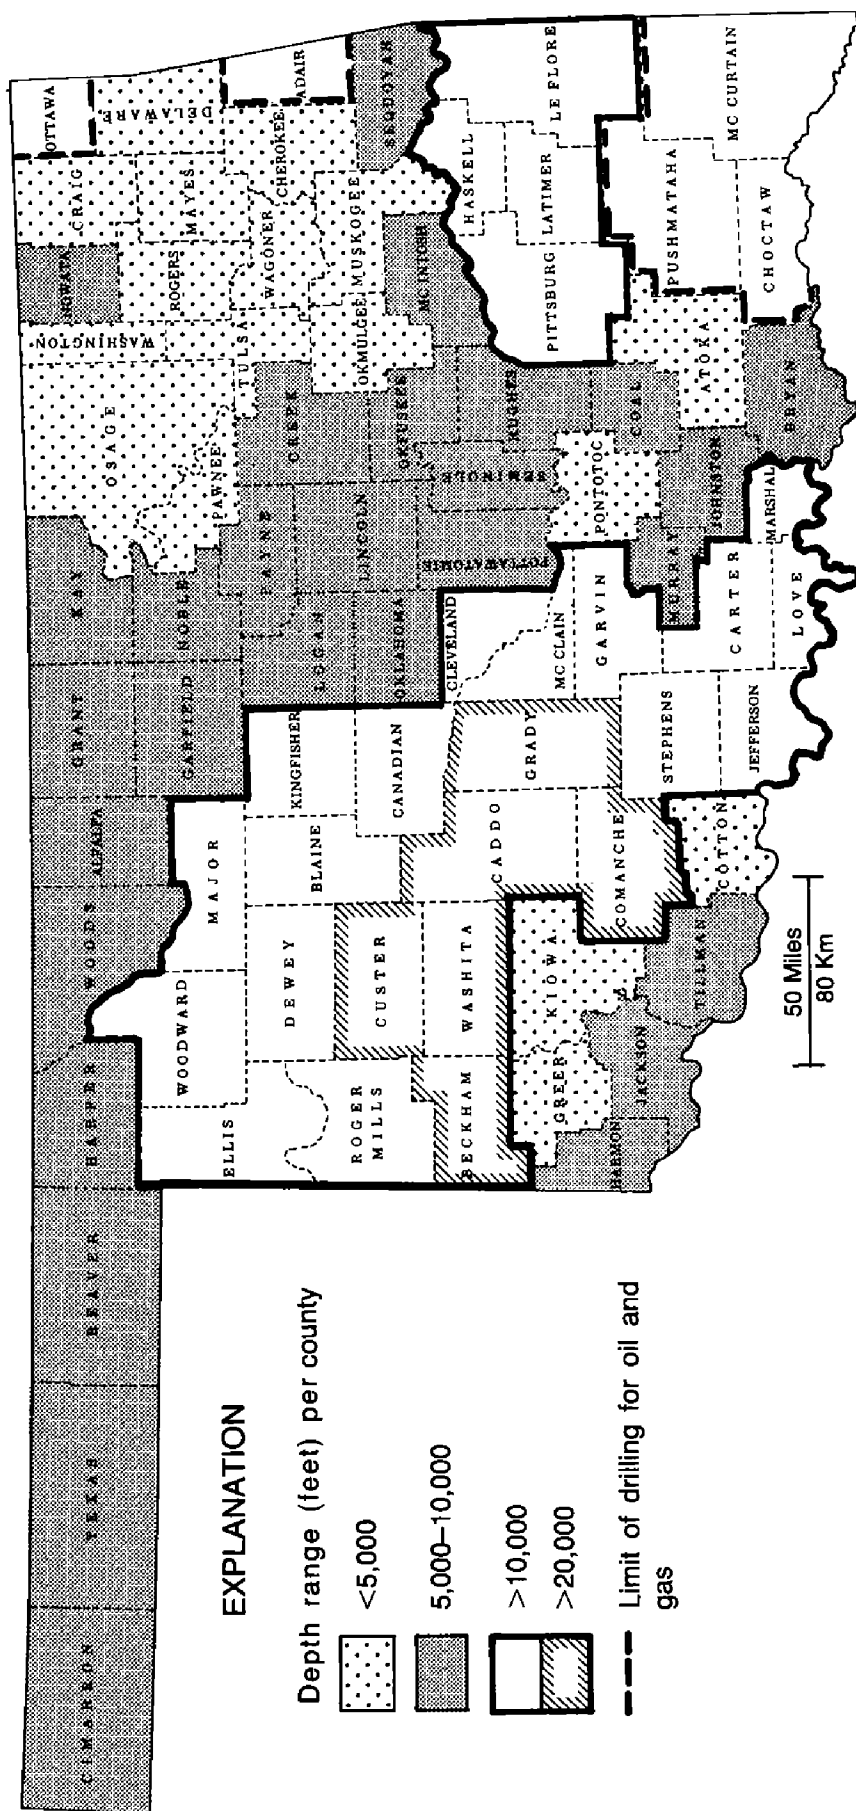 CIMARRON
TEXAS
BEAVER
HARPER
WOODS
ALFALFA
GRANT
KAY
OSAGE
WASHINGTON
NOWATA
CRAIG
OTTAWA
ELLIS
WOODWARD
MAJOR
GARFIELD
NOBLE
PAWNEE
ROGERS
MAYES
DELAWARE
ROGER
MILLS
DEWEY
BLAINE
KINGFISHER
LOGAN
PAYNE
CREEK
TULSA
WAGONER
CHEROKEE
ADAIR
CUSTER
CANADIAN
OKLAHOMA
LINCOLN
OKFUSKEE
OKMULGEE
MUSKOGEE
SEQUOYAH
BECKHAM
WASHITA
CADDO
GRADY
CLEVELAND
MC CLAIN
POTTAWATOMIE
SEMINOLE
HUGHES
MC INTOSH
HASKELL
HARMON
GREER
KIOWA
COMANCHE
GARVIN
PONTOTOC
PITTSBURG
LATIMER
LE FLORE
JACKSON
TILLMAN
COTTON
STEPHENS
MURRAY
COAL
JEFFERSON
CARTER
JOHNSTON
ATOKA
PUSHMATAHA
MC CURTAIN
LOVE
MARSHAL
BRYAN
CHOCTAW
EXPLANATION
Depth range (feet) per county
<5,000
5,000–10,000
>10,000
>20,000
Limit of drilling for oil and
gas
50 Miles
80 Km